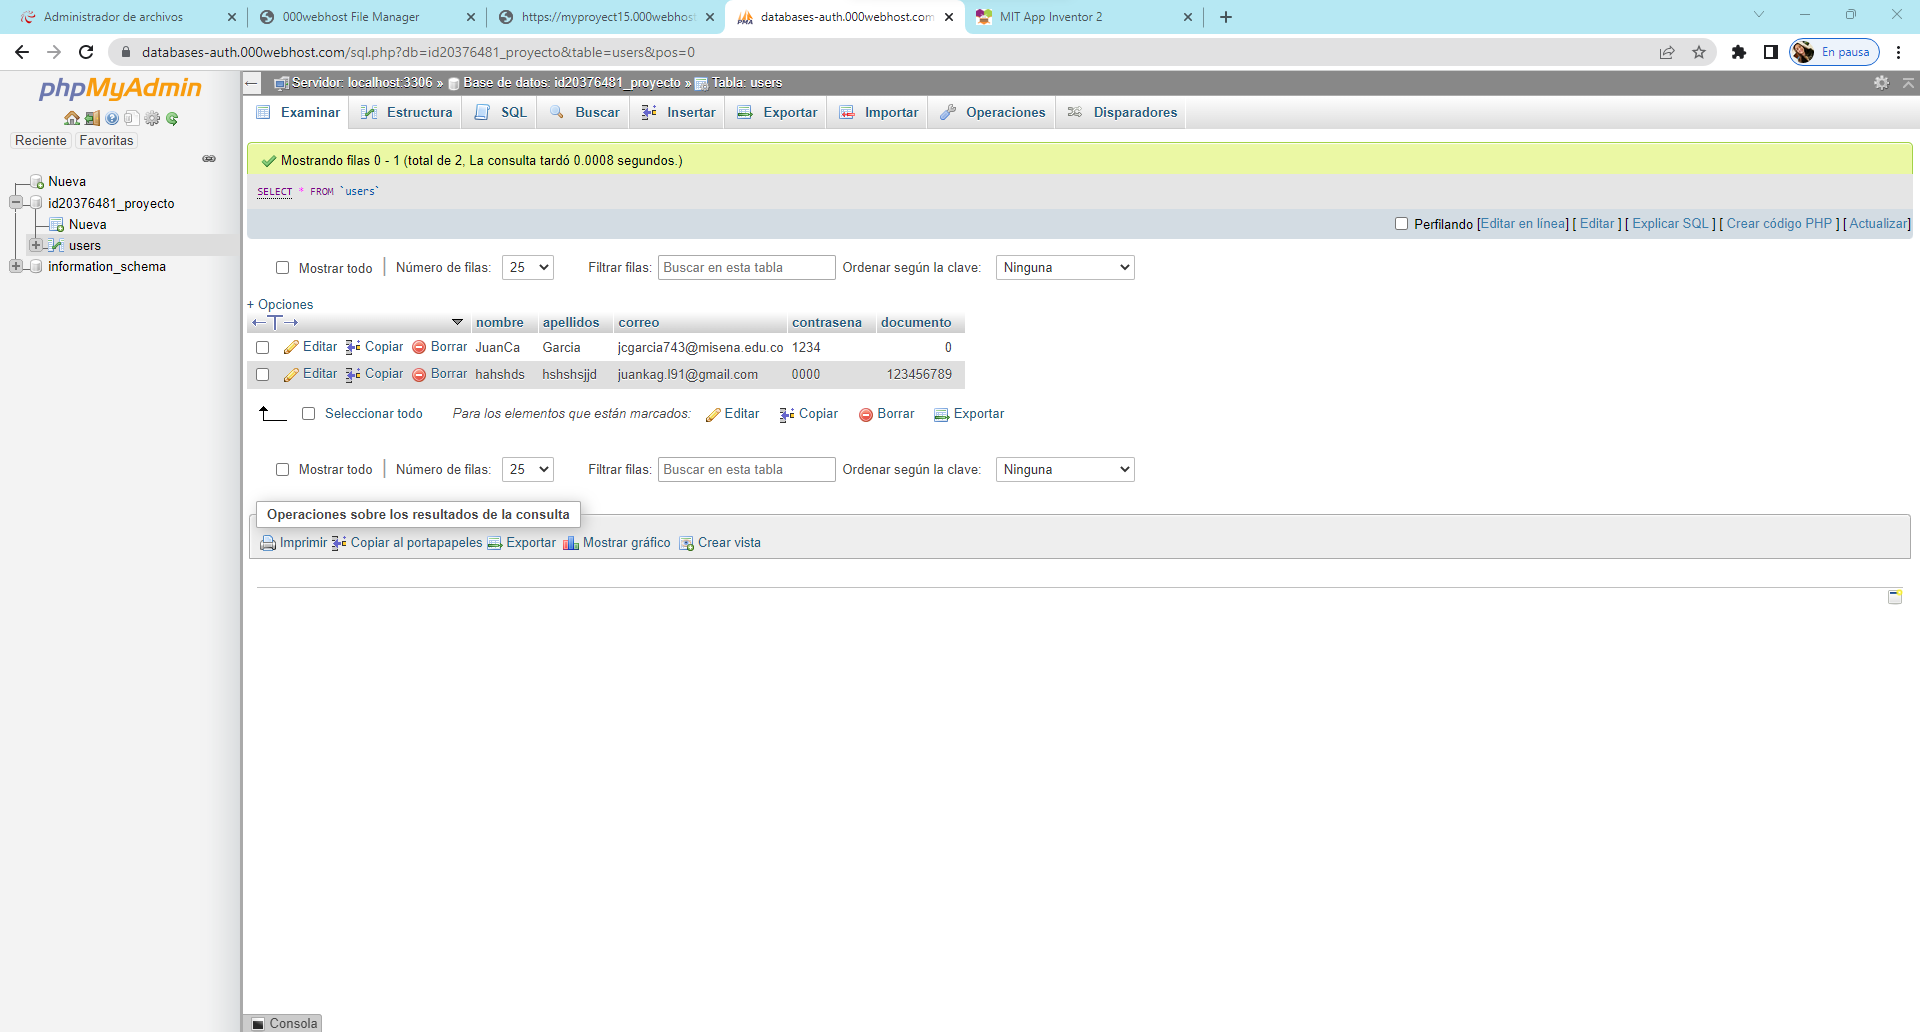 Administrador de archivos
000webhost File Manager
https://myproyect15.000webhost
databases-auth.000webhost.com
MIT App Inventor 2
databases-auth.000webhost.com/sql.php?db=id20376481_proyecto&table=users&pos=0
En pausa
phpMyAdmin
Reciente Favoritas
Nueva
id20376481_proyecto
Nueva
users
information_schema
Servidor: localhost:3306 » Base de datos: id20376481_proyecto » Tabla: users
Examinar Estructura SQL Buscar Insertar Exportar Importar Operaciones Disparadores
Mostrando filas 0 - 1 (total de 2, La consulta tardó 0.0008 segundos.)
SELECT * FROM `users`
Perfilando [Editar en línea] [ Editar ] [ Explicar SQL ] [ Crear código PHP ] [ Actualizar]
Mostrar todo | Número de filas: 25 Filtrar filas: Buscar en esta tabla Ordenar según la clave: Ninguna
+ Opciones
←T→ nombre apellidos correo contrasena documento
Editar Copiar Borrar JuanCa Garcia jcgarcia743@misena.edu.co 1234 0
Editar Copiar Borrar hahshds hshshsjjd juankag.l91@gmail.com 0000 123456789
Seleccionar todo Para los elementos que están marcados: Editar Copiar Borrar Exportar
Mostrar todo | Número de filas: 25 Filtrar filas: Buscar en esta tabla Ordenar según la clave: Ninguna
Operaciones sobre los resultados de la consulta
Imprimir Copiar al portapapeles Exportar Mostrar gráfico Crear vista
Consola